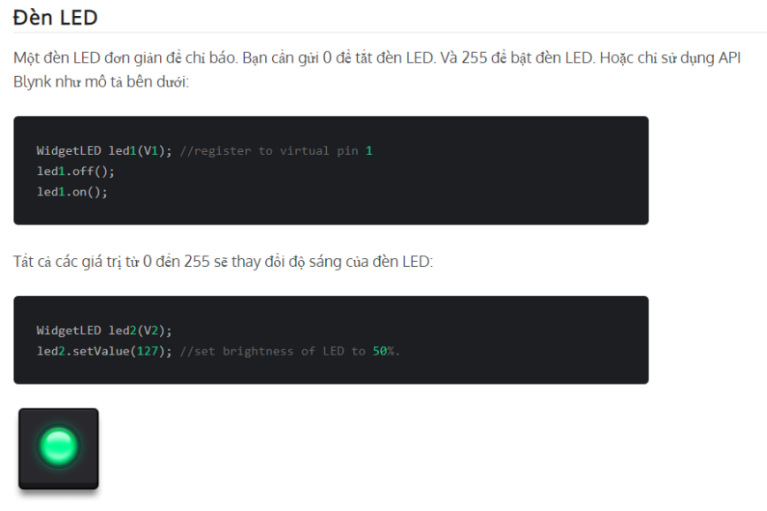 Đèn LED
Một đèn LED đơn giản để chỉ báo. Bạn cần gửi 0 để tắt đèn LED. Và 255 để bật đèn LED. Hoặc chỉ sử dụng API
Blynk như mô tả bên dưới:
WidgetLED led1(V1); //register to virtual pin 1
led1.off();
led1.on();
Tất cả các giá trị từ 0 đến 255 sẽ thay đổi độ sáng của đèn LED:
WidgetLED led2(V2);
led2.setValue(127); //set brightness of LED to 50%.